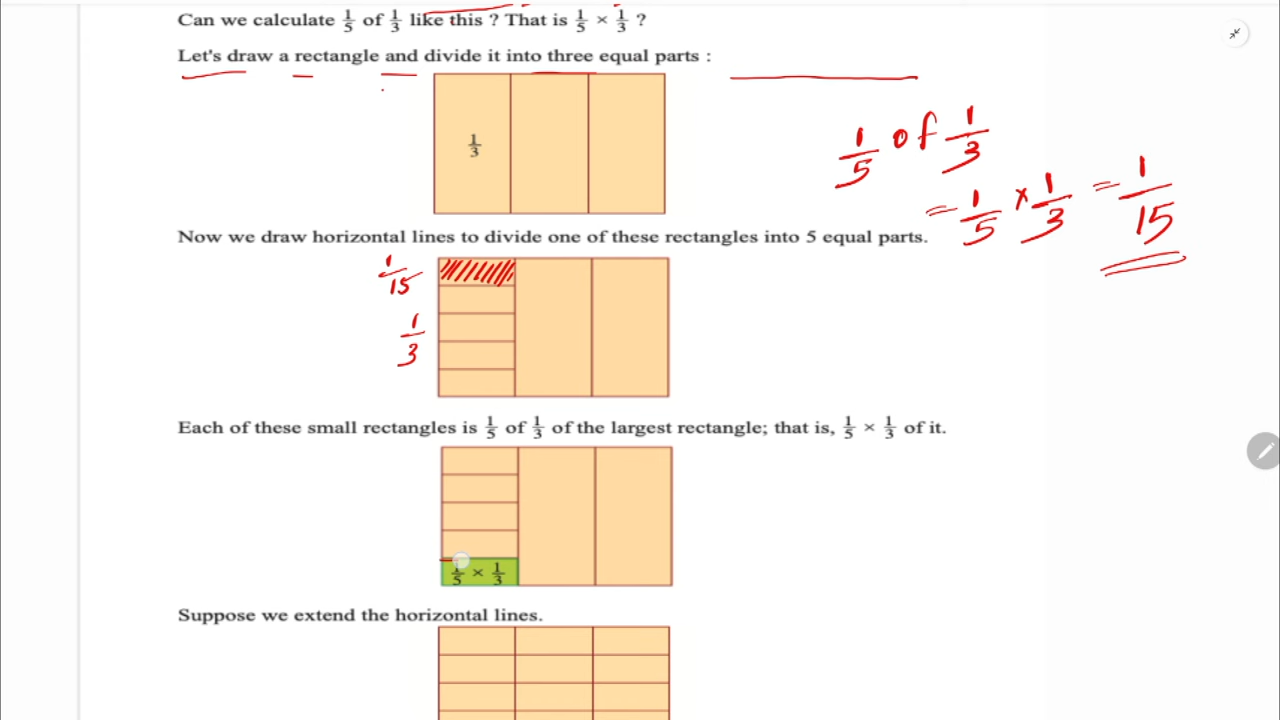 Can we calculate 1/5 of 1/3 like this ? That is 1/5 × 1/3 ?
Let's draw a rectangle and divide it into three equal parts :
1/3
1/5 of 1/3
= 1/5 × 1/3 = 1/15
Now we draw horizontal lines to divide one of these rectangles into 5 equal parts.
1/15
1/3
Each of these small rectangles is 1/5 of 1/3 of the largest rectangle; that is, 1/5 × 1/3 of it.
1/5 × 1/3
Suppose we extend the horizontal lines.